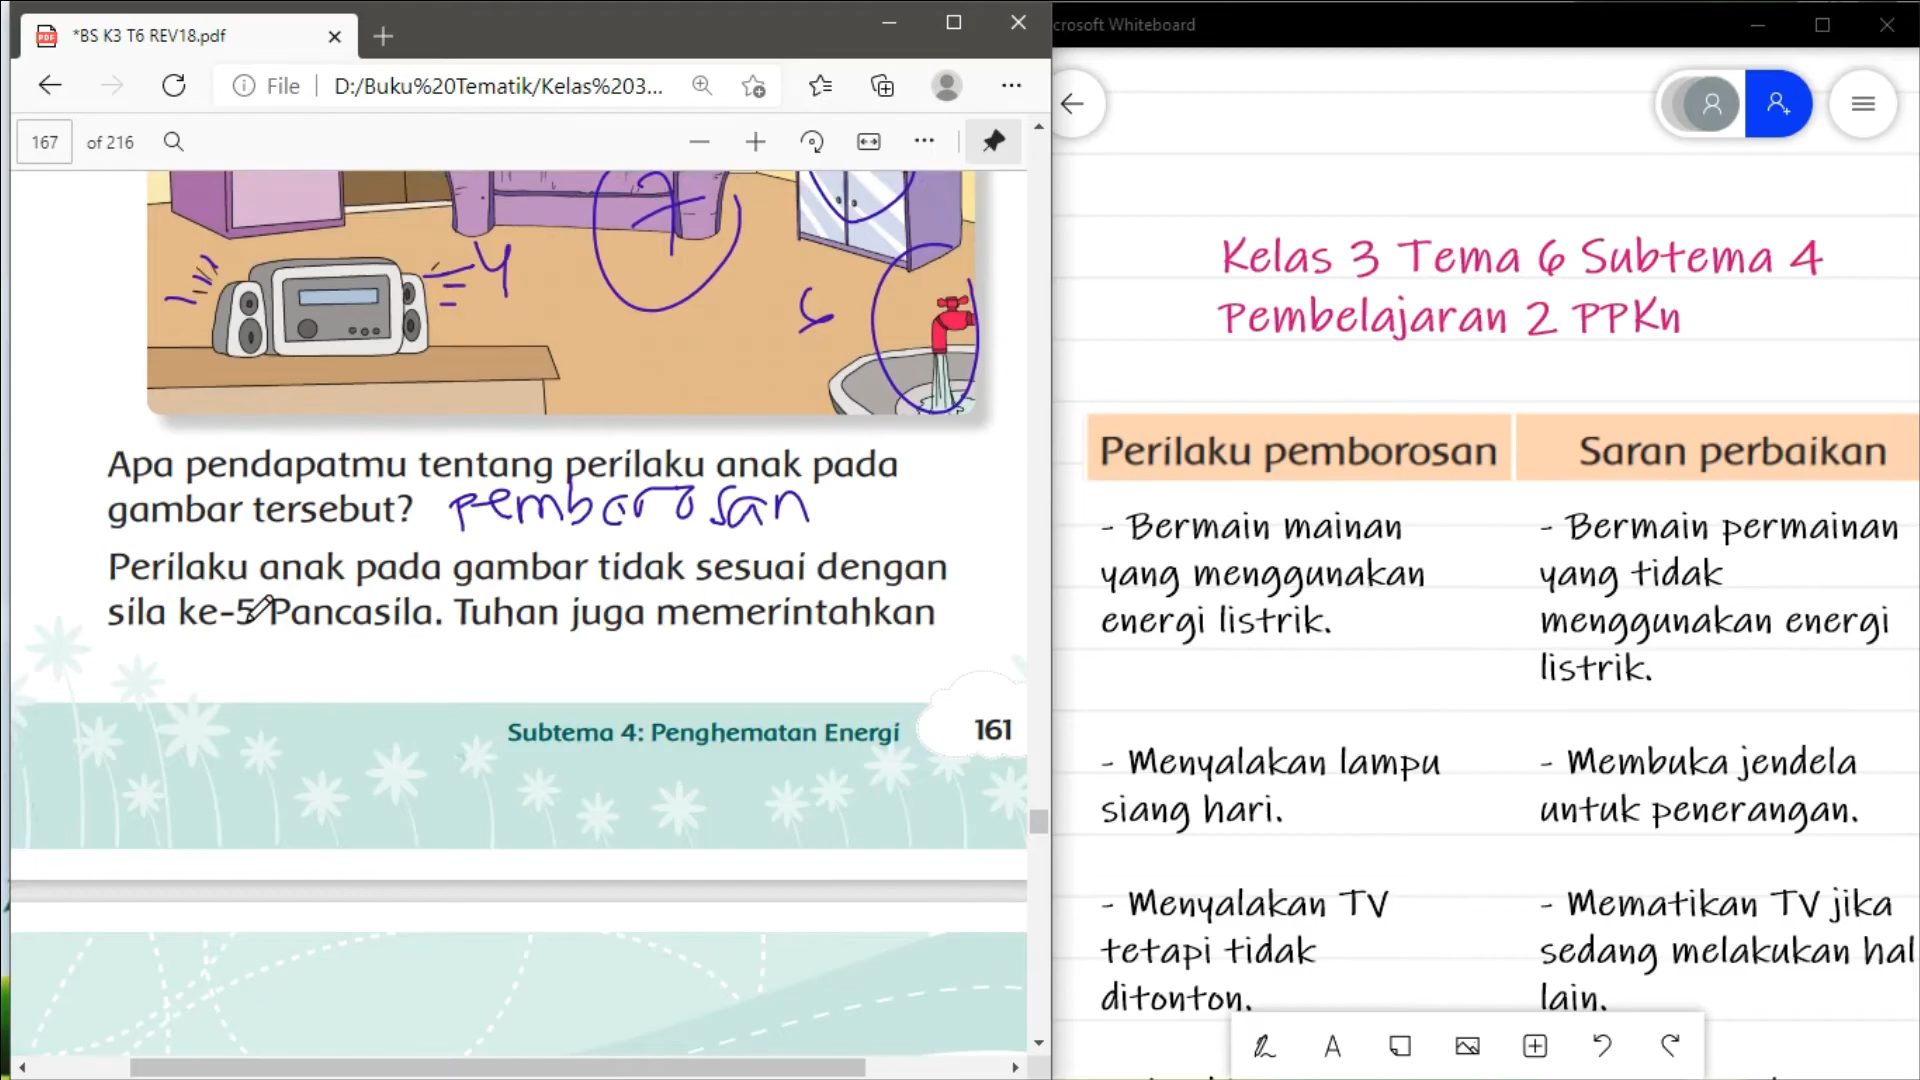 *BS K3 T6 REV18.pdf
File
D:/Buku%20Tematik/Kelas%203...
167
of 216
7
4
Apa pendapatmu tentang perilaku anak pada
gambar tersebut? pemborosan
Perilaku anak pada gambar tidak sesuai dengan
sila ke-5 Pancasila. Tuhan juga memerintahkan
Subtema 4: Penghematan Energi
161
crosoft Whiteboard
Kelas 3 Tema 6 Subtema 4
Pembelajaran 2 PPKn
Perilaku pemborosan
- Bermain mainan
yang menggunakan
energi listrik.
- Menyalakan lampu
siang hari.
- Menyalakan TV
tetapi tidak
ditonton.
Saran perbaikan
- Bermain permainan
yang tidak
menggunakan energi
listrik.
- Membuka jendela
untuk penerangan.
- Mematikan TV jika
sedang melakukan hal
lain.